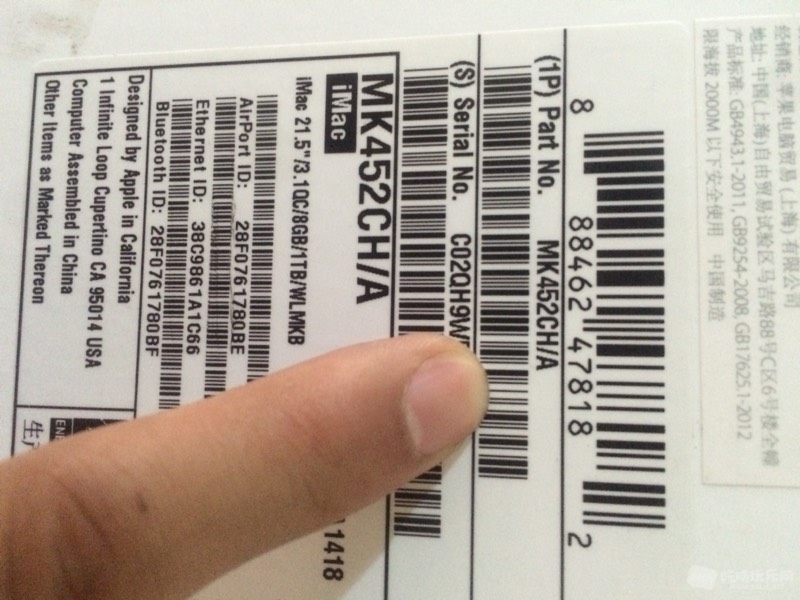 经销商: 苹果电脑贸易 (上海) 有限公司
地址: 中国(上海)自由贸易试验区马吉路88号C区6号楼全幢
产品标准: GB4943.1-2011, GB9254-2008, GB17625.1-2012
限海拔 2000M 以下安全使用 中国制造
8 88462 47818 2
(1P) Part No. MK452CH/A
(S) Serial No. C02QH9W
MK452CH/A
iMac
iMac 21.5"/3.1QC/8GB/1TB/WLMKB
AirPort ID: 28F0761780BE
Ethernet ID: 38C9861A1C66
Bluetooth ID: 28F0761780BF
1418
Designed by Apple in California
1 Infinite Loop Cupertino CA 95014 USA
Computer Assembled in China
Other Items as Marked Thereon